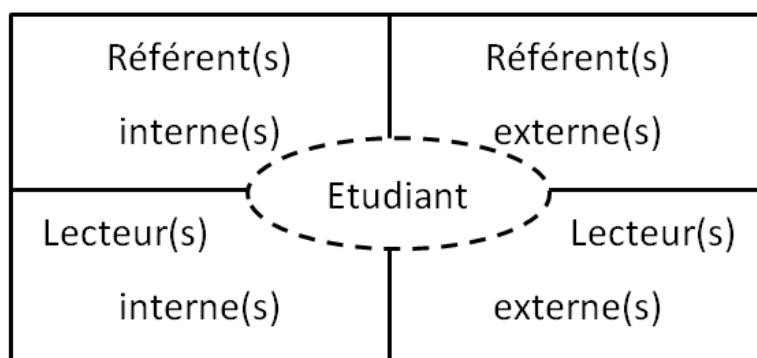 Référent(s)
interne(s)
Référent(s)
externe(s)
Etudiant
Lecteur(s)
interne(s)
Lecteur(s)
externe(s)